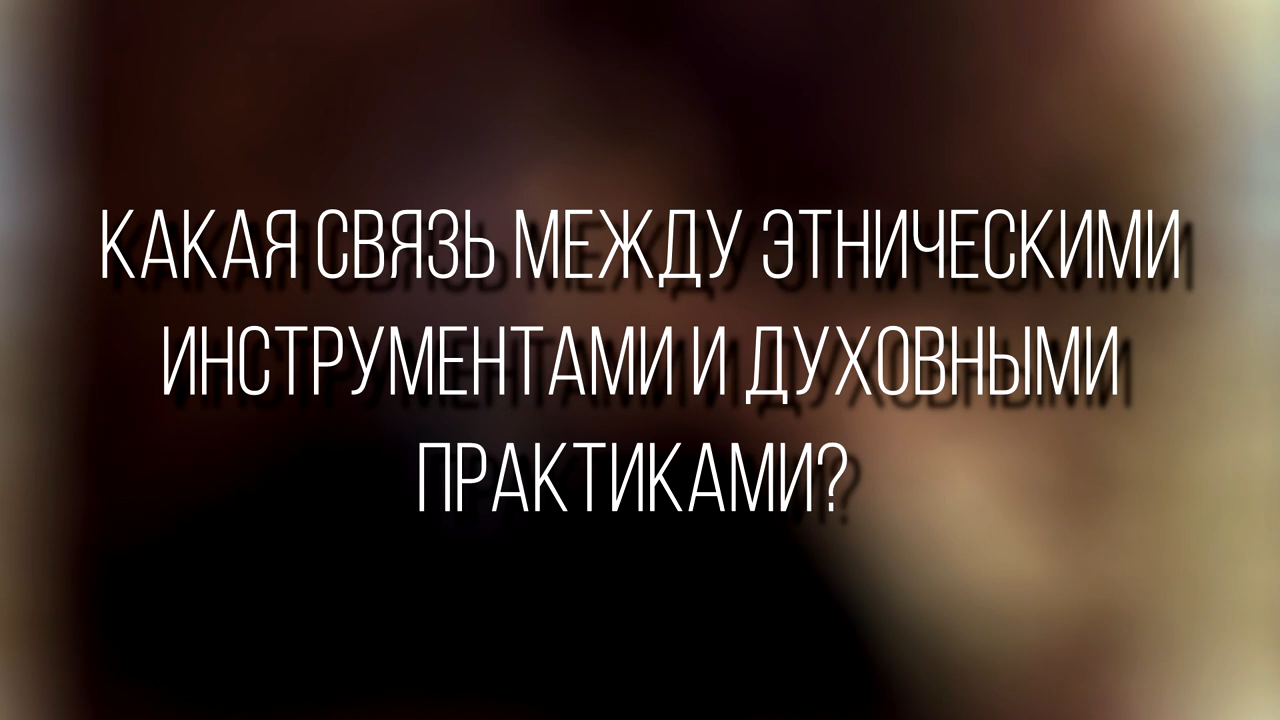 КАКАЯ СВЯЗЬ МЕЖДУ ЭТНИЧЕСКИМИ
ИНСТРУМЕНТАМИ И ДУХОВНЫМИ
ПРАКТИКАМИ?